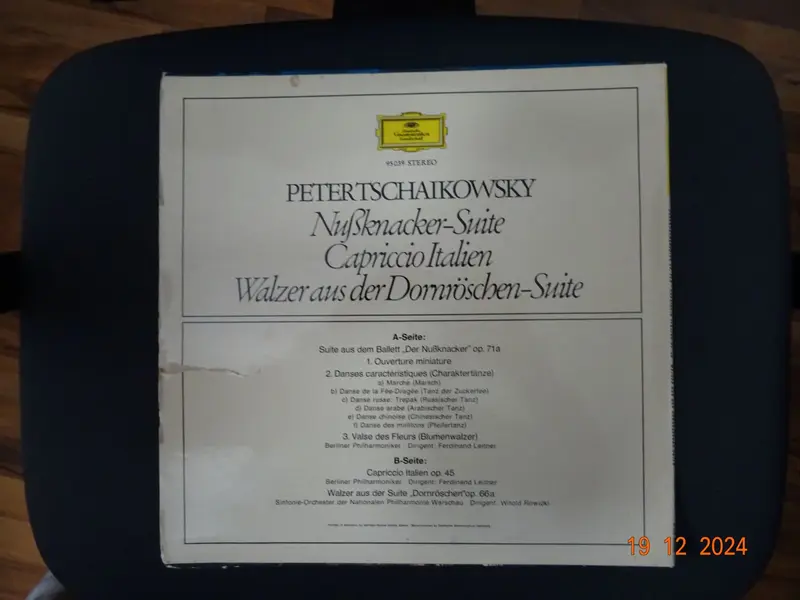 Deutsche
Grammophon
Gesellschaft
95 039 STEREO
PETER TSCHAIKOWSKY
Nußknacker-Suite
Capriccio Italien
Walzer aus der Dornröschen-Suite
A-Seite:
Suite aus dem Ballett „Der Nußknacker" op. 71a
1. Ouverture miniature
2. Danses caractéristiques (Charaktertänze)
a) Marche (Marsch)
b) Danse de la Fée-Dragée (Tanz der Zuckerfee)
c) Danse russe: Trepak (Russischer Tanz)
d) Danse arabe (Arabischer Tanz)
e) Danse chinoise (Chinesischer Tanz)
f) Danse des mirlitons (Pfeifertanz)
3. Valse des Fleurs (Blumenwalzer)
Berliner Philharmoniker · Dirigent: Ferdinand Leitner
B-Seite:
Capriccio Italien op. 45
Berliner Philharmoniker · Dirigent: Ferdinand Leitner
Walzer aus der Suite „Dornröschen" op. 66a
Sinfonie-Orchester der Nationalen Philharmonie Warschau · Dirigent: Witold Rowicki
19 12 2024